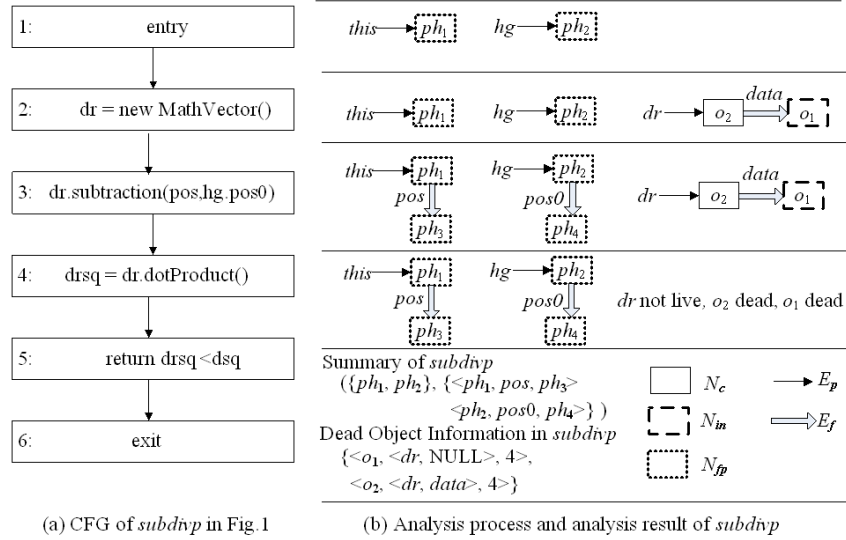 1: entry
2: dr = new MathVector()
3: dr.subtraction(pos,hg.pos0)
4: drsq = dr.dotProduct()
5: return drsq <dsq
6: exit
(a) CFG of subdivp in Fig.1
this ph1 hg ph2
this ph1 hg ph2 dr o2 data o1
this ph1 hg ph2 dr o2 data o1
pos pos0
ph3 ph4
this ph1 hg ph2
pos pos0 dr not live, o2 dead, o1 dead
ph3 ph4
Summary of subdivp
({ph1, ph2}, {<ph1, pos, ph3>
<ph2, pos0, ph4>} )
Dead Object Information in subdivp
{<o1, <dr, NULL>, 4>,
<o2, <dr, data>, 4>}
Nc Ep
Nin Ef
Nfp
(b) Analysis process and analysis result of subdivp